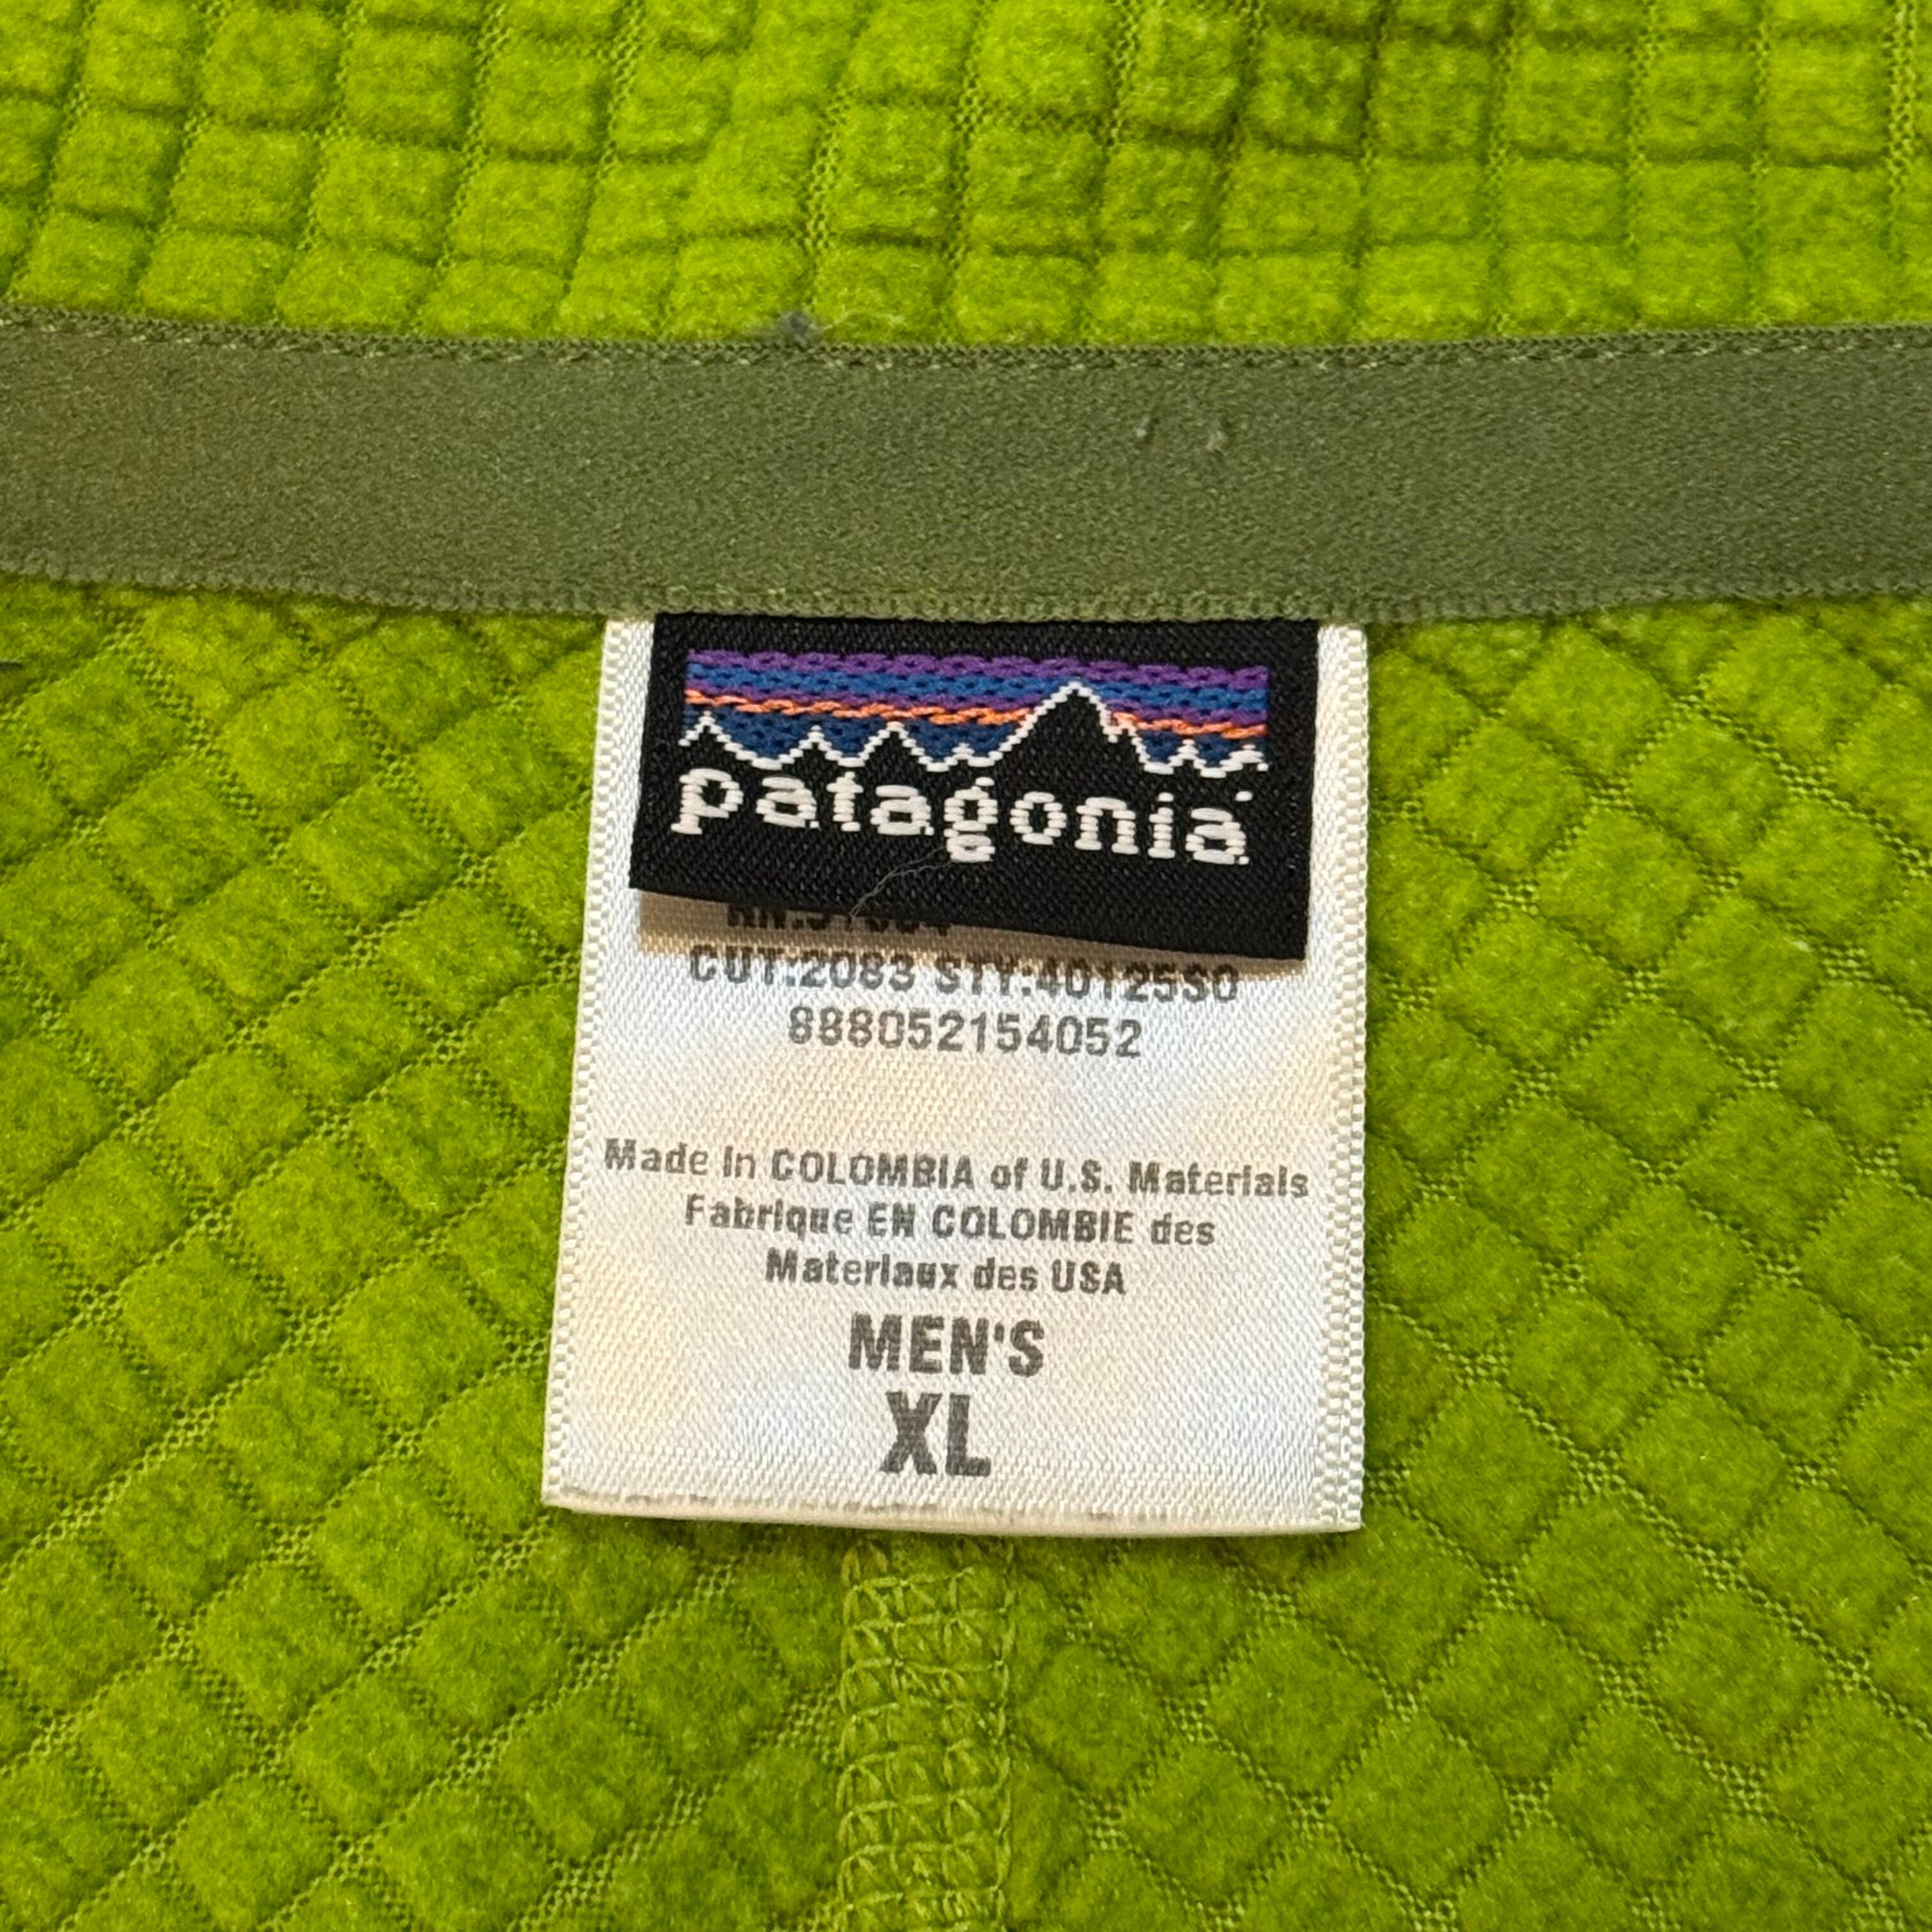 patagonia
CUT:2083 STY:40125S0
888052154052
Made in COLOMBIA of U.S. Materials
Fabrique EN COLOMBIE des
Materiaux des USA
MEN'S
XL